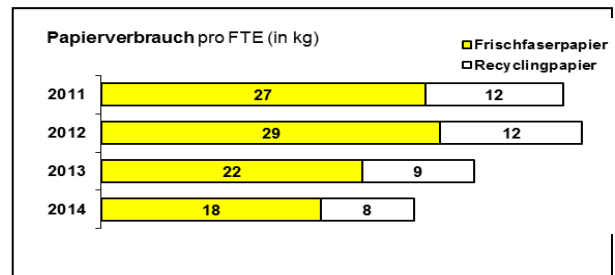 Papierverbrauch pro FTE (in kg)
Frischfaserpapier
Recyclingpapier
2011 27 12
2012 29 12
2013 22 9
2014 18 8